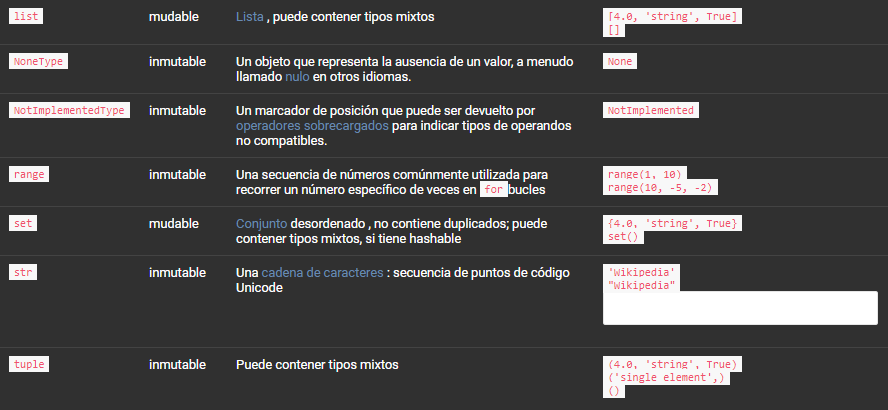 list mudable Lista , puede contener tipos mixtos [4.0, 'string', True]
[]
NoneType inmutable Un objeto que representa la ausencia de un valor, a menudo None
llamado nulo en otros idiomas.
NotImplementedType inmutable Un marcador de posición que puede ser devuelto por NotImplemented
operadores sobrecargados para indicar tipos de operandos
no compatibles.
range inmutable Una secuencia de números comúnmente utilizada para range(1, 10)
recorrer un número específico de veces en for bucles range(10, -5, -2)
set mudable Conjunto desordenado , no contiene duplicados; puede {4.0, 'string', True}
contener tipos mixtos, si tiene hashable set()
str inmutable Una cadena de caracteres : secuencia de puntos de código 'Wikipedia'
Unicode "Wikipedia"
tuple inmutable Puede contener tipos mixtos (4.0, 'string', True)
('single element',)
()